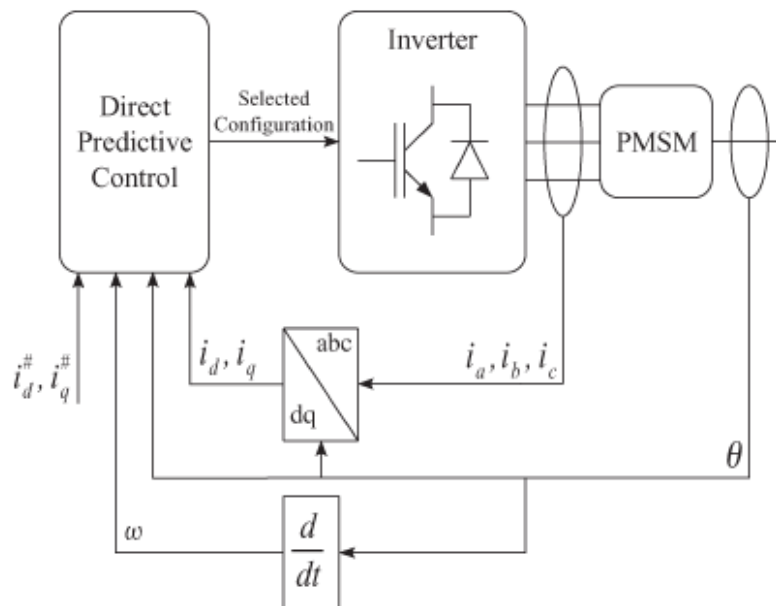 Direct
Predictive
Control
Selected
Configuration
Inverter
PMSM
i_d^#, i_q^#
i_d, i_q
abc
dq
i_a, i_b, i_c
θ
ω
d
dt